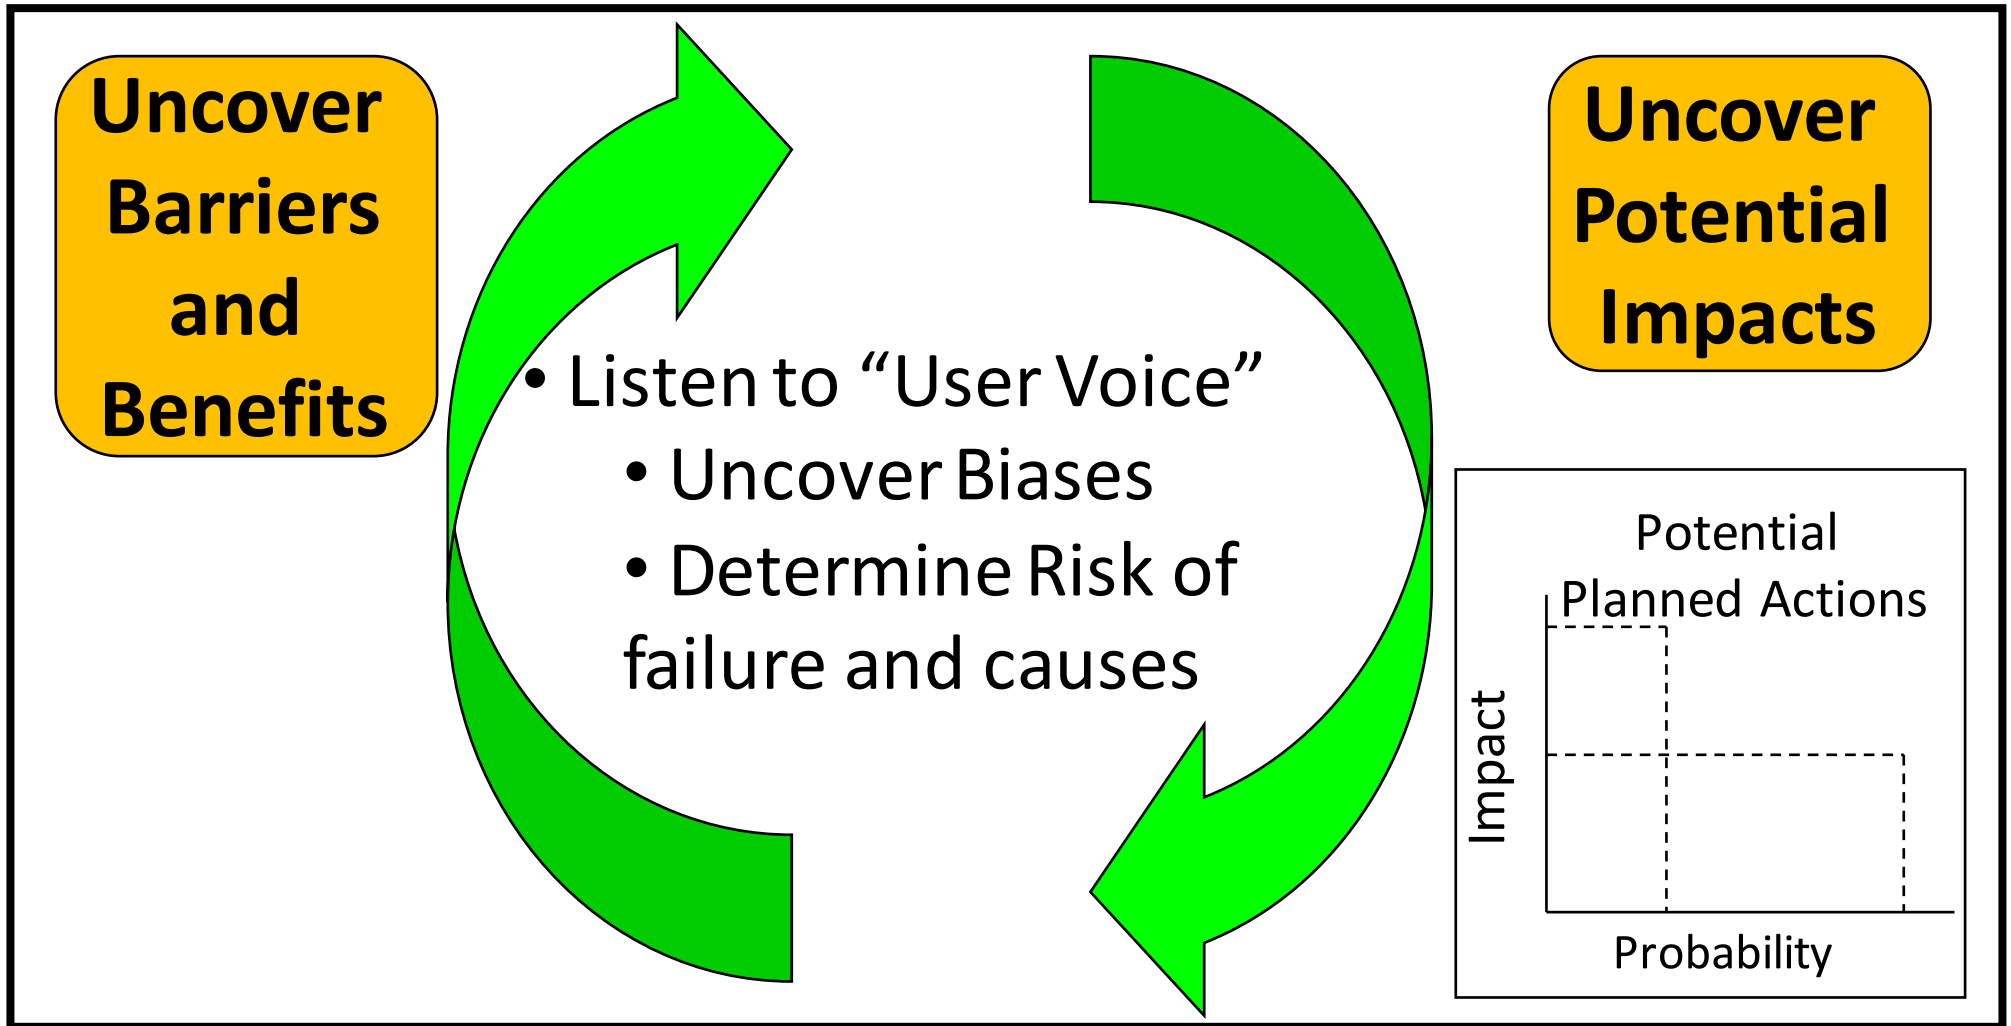 Uncover
Barriers
and
Benefits
• Listen to “User Voice”
• Uncover Biases
• Determine Risk of
failure and causes
Uncover
Potential
Impacts
Potential
Planned Actions
Impact
Probability